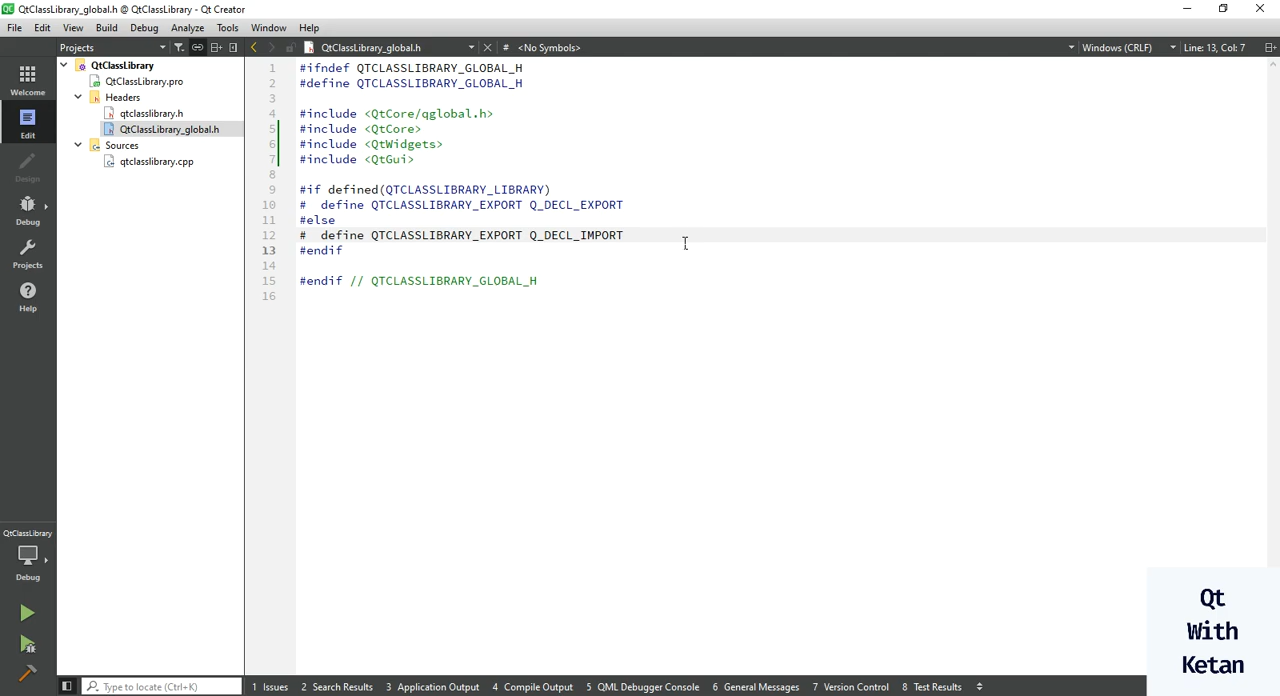 QtClassLibrary_global.h @ QtClassLibrary - Qt Creator
File Edit View Build Debug Analyze Tools Window Help
Projects QtClassLibrary_global.h # <No Symbols> Windows (CRLF) Line: 13, Col: 7
Welcome
Edit
Design
Debug
Projects
Help
QtClassLibrary
Debug
QtClassLibrary
QtClassLibrary.pro
Headers
qtclasslibrary.h
QtClassLibrary_global.h
Sources
qtclasslibrary.cpp
1 #ifndef QTCLASSLIBRARY_GLOBAL_H
2 #define QTCLASSLIBRARY_GLOBAL_H
3
4 #include <QtCore/qglobal.h>
5 #include <QtCore>
6 #include <QtWidgets>
7 #include <QtGui>
8
9 #if defined(QTCLASSLIBRARY_LIBRARY)
10 #  define QTCLASSLIBRARY_EXPORT Q_DECL_EXPORT
11 #else
12 #  define QTCLASSLIBRARY_EXPORT Q_DECL_IMPORT
13 #endif
14
15 #endif // QTCLASSLIBRARY_GLOBAL_H
16
Type to locate (Ctrl+K) 1 Issues 2 Search Results 3 Application Output 4 Compile Output 5 QML Debugger Console 6 General Messages 7 Version Control 8 Test Results
Qt
With
Ketan